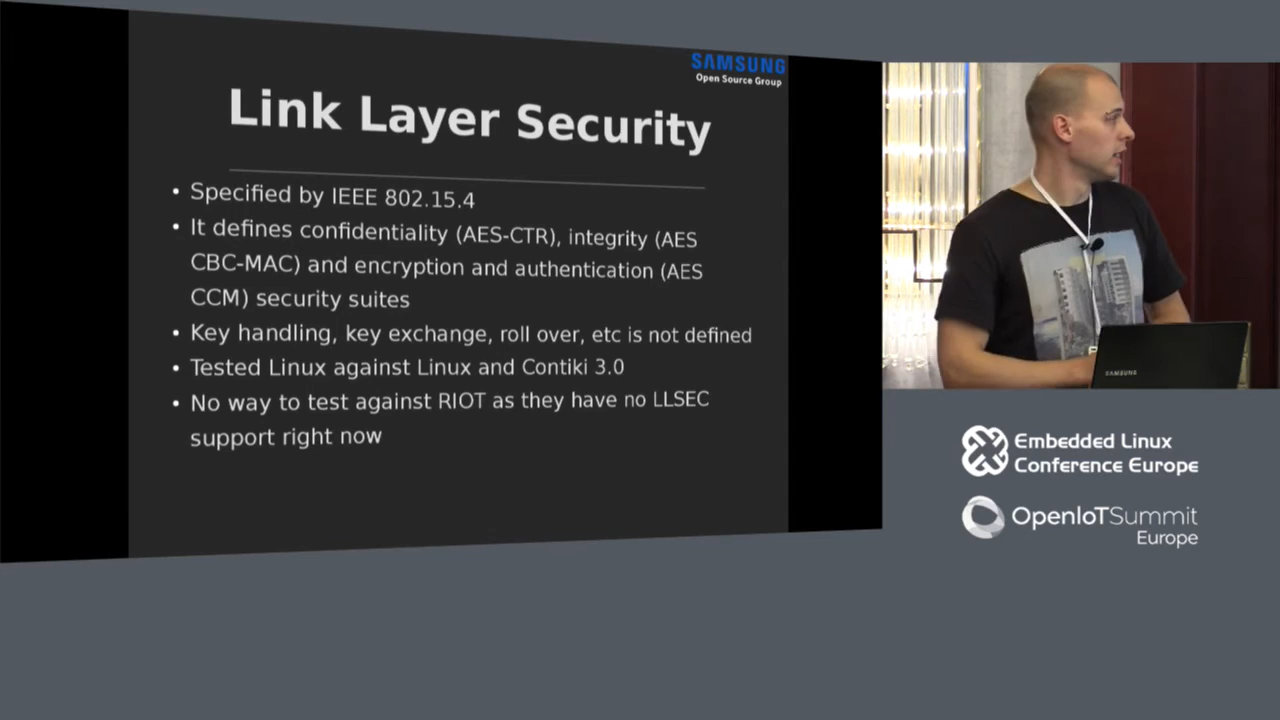 SAMSUNG
Open Source Group
Link Layer Security
• Specified by IEEE 802.15.4
• It defines confidentiality (AES-CTR), integrity (AES
CBC-MAC) and encryption and authentication (AES
CCM) security suites
• Key handling, key exchange, roll over, etc is not defined
• Tested Linux against Linux and Contiki 3.0
• No way to test against RIOT as they have no LLSEC
support right now
SAMSUNG
Embedded Linux
Conference Europe
OpenIoTSummit
Europe